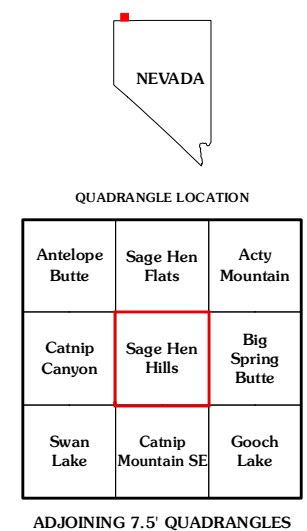 NEVADA
QUADRANGLE LOCATION
Antelope
Butte
Sage Hen
Flats
Acty
Mountain
Catnip
Canyon
Sage Hen
Hills
Big
Spring
Butte
Swan
Lake
Catnip
Mountain SE
Gooch
Lake
ADJOINING 7.5' QUADRANGLES